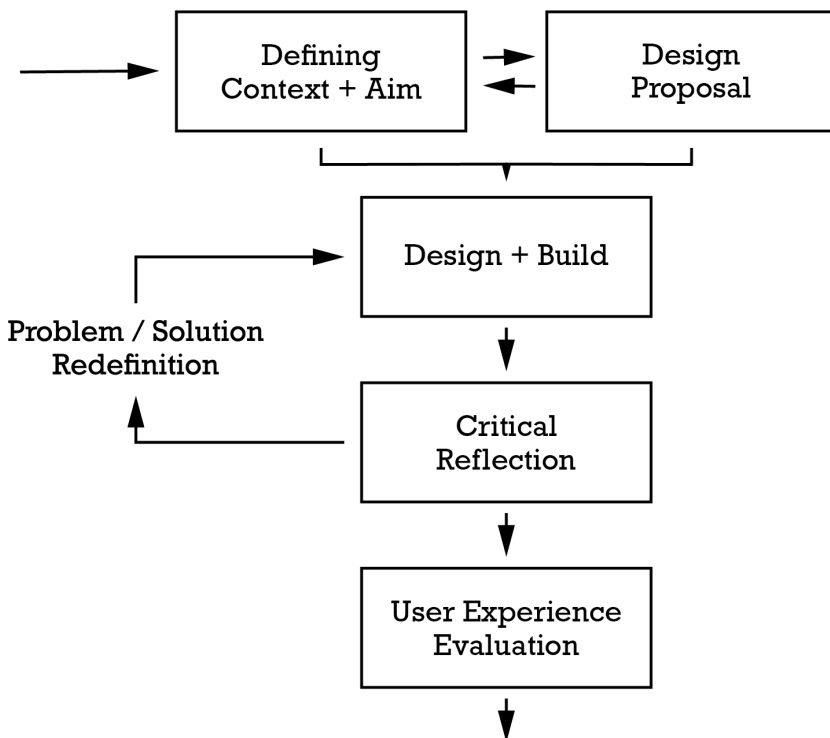 Defining
Context + Aim
Design
Proposal
Design + Build
Problem / Solution
Redefinition
Critical
Reflection
User Experience
Evaluation